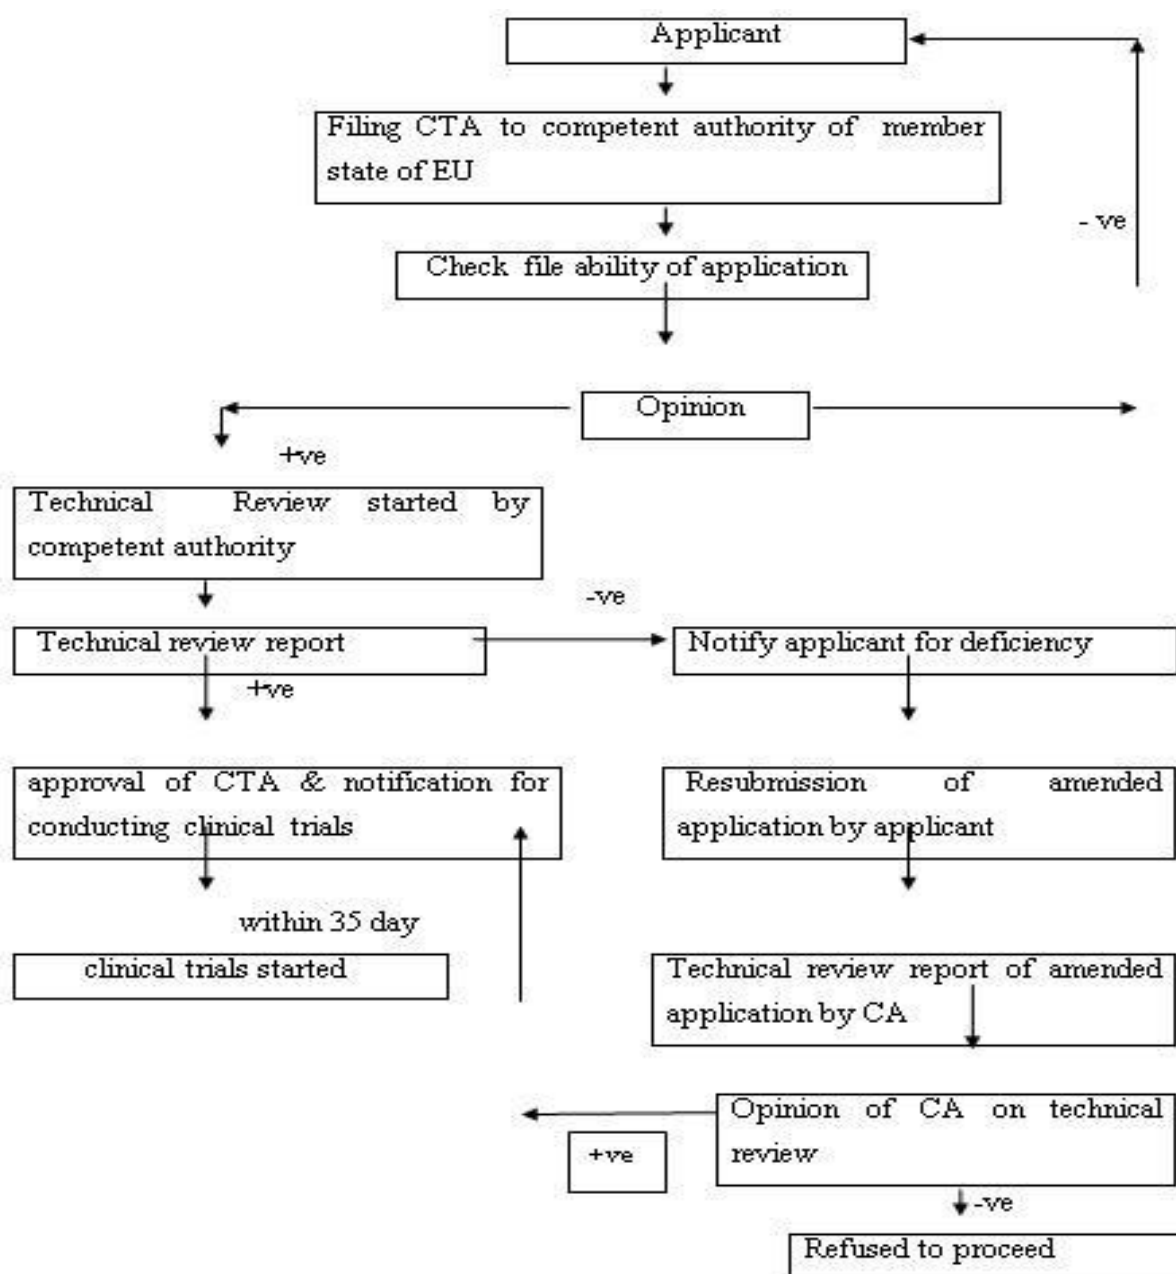 Applicant
Filing CTA to competent authority of member
state of EU
- ve
Check file ability of application
Opinion
+ve
Technical Review started by
competent authority
-ve
Technical review report
Notify applicant for deficiency
+ve
approval of CTA & notification for
conducting clinical trials
Resubmission of amended
application by applicant
within 35 day
clinical trials started
Technical review report of amended
application by CA
Opinion of CA on technical
review
+ve
-ve
Refused to proceed